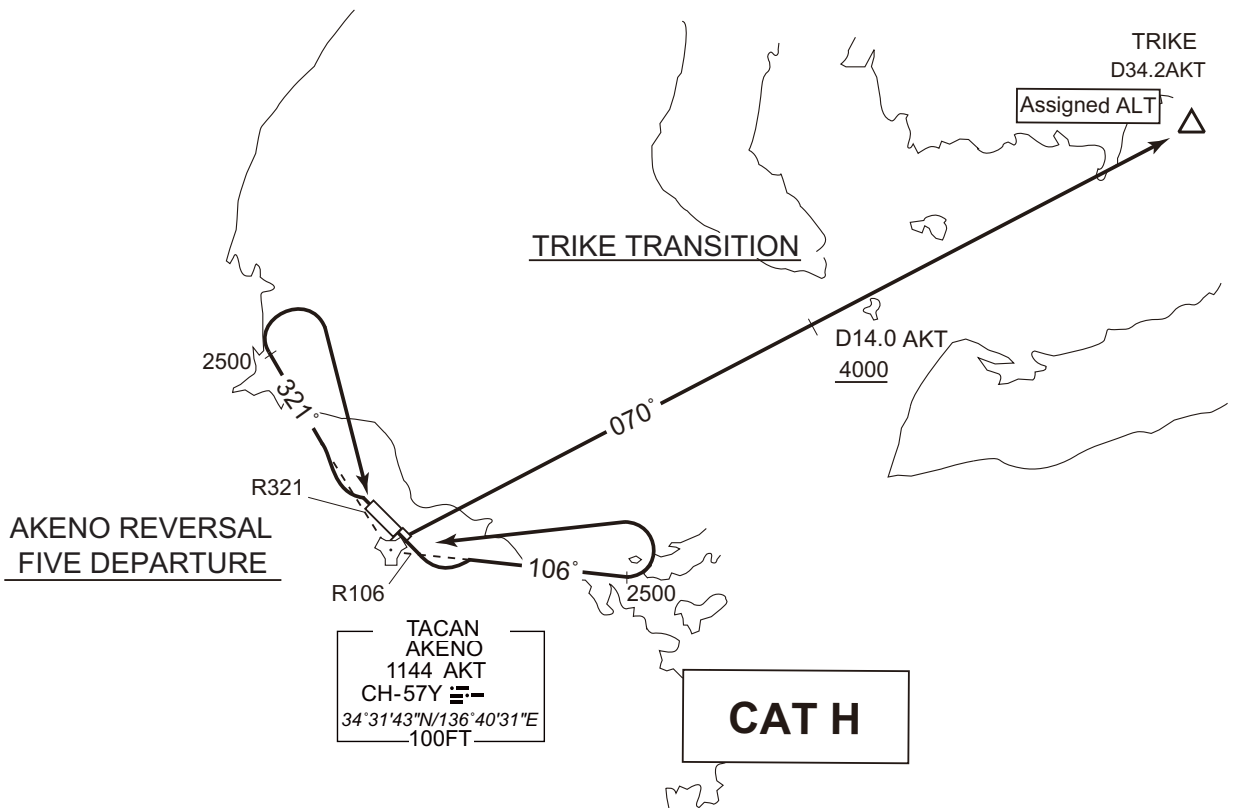 TRIKE
D34.2AKT
Assigned ALT
TRIKE TRANSITION
D14.0 AKT
4000
2500
321°
070°
R321
AKENO REVERSAL
FIVE DEPARTURE
106°
R106
2500
TACAN
AKENO
1144 AKT
CH-57Y
34°31'43"N/136°40'31"E
100FT
CAT H